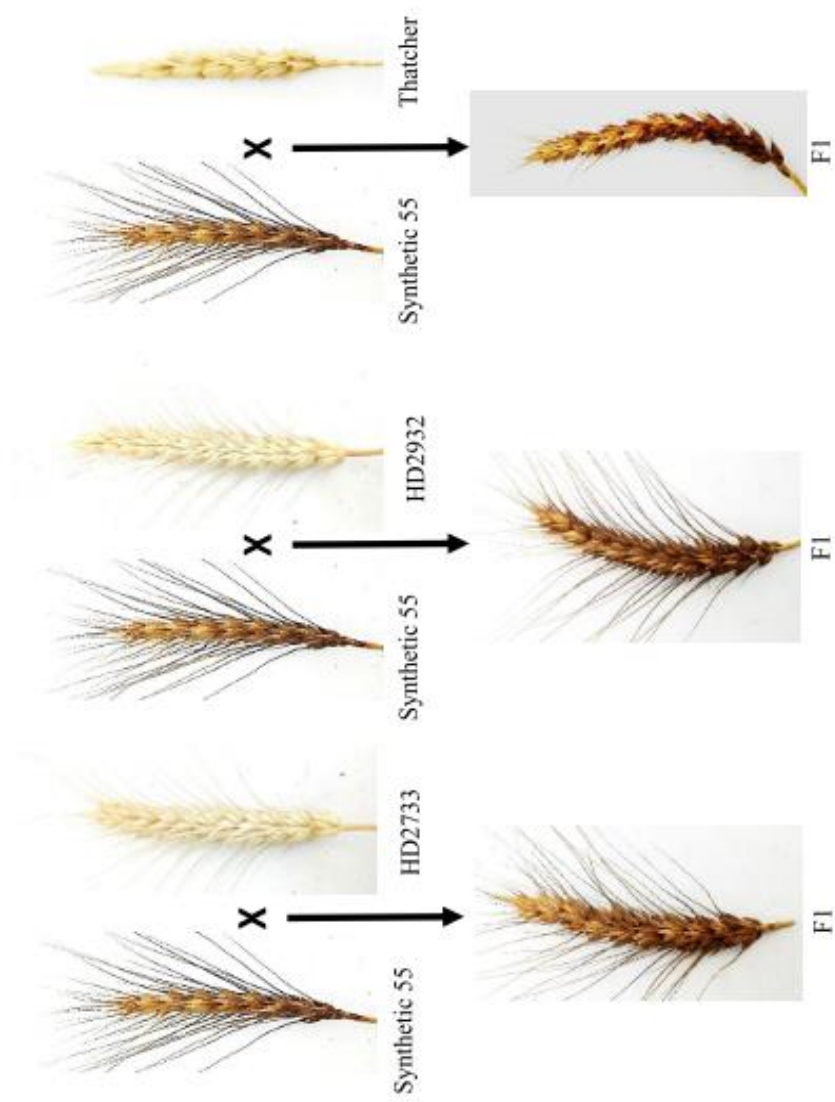 X
X
X
Synthetic 55
HD2733
Synthetic 55
HD2932
Synthetic 55
Thatcher
F1
F1
F1